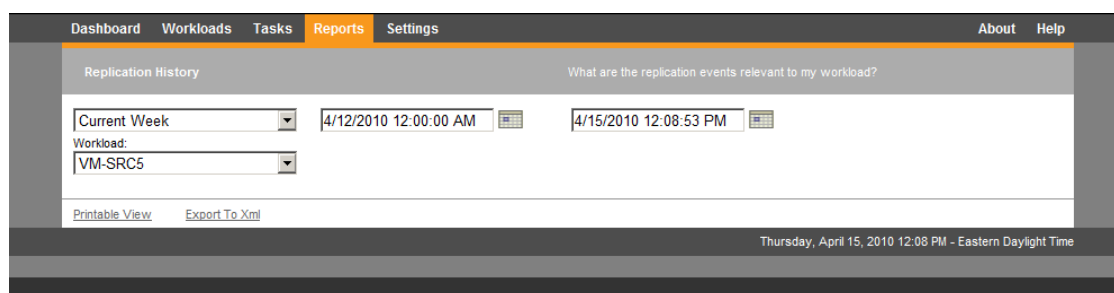 Dashboard Workloads Tasks Reports Settings About Help
Replication History What are the replication events relevant to my workload?
Current Week 4/12/2010 12:00:00 AM 4/15/2010 12:08:53 PM
Workload:
VM-SRC5
Printable View Export To Xml
Thursday, April 15, 2010 12:08 PM - Eastern Daylight Time